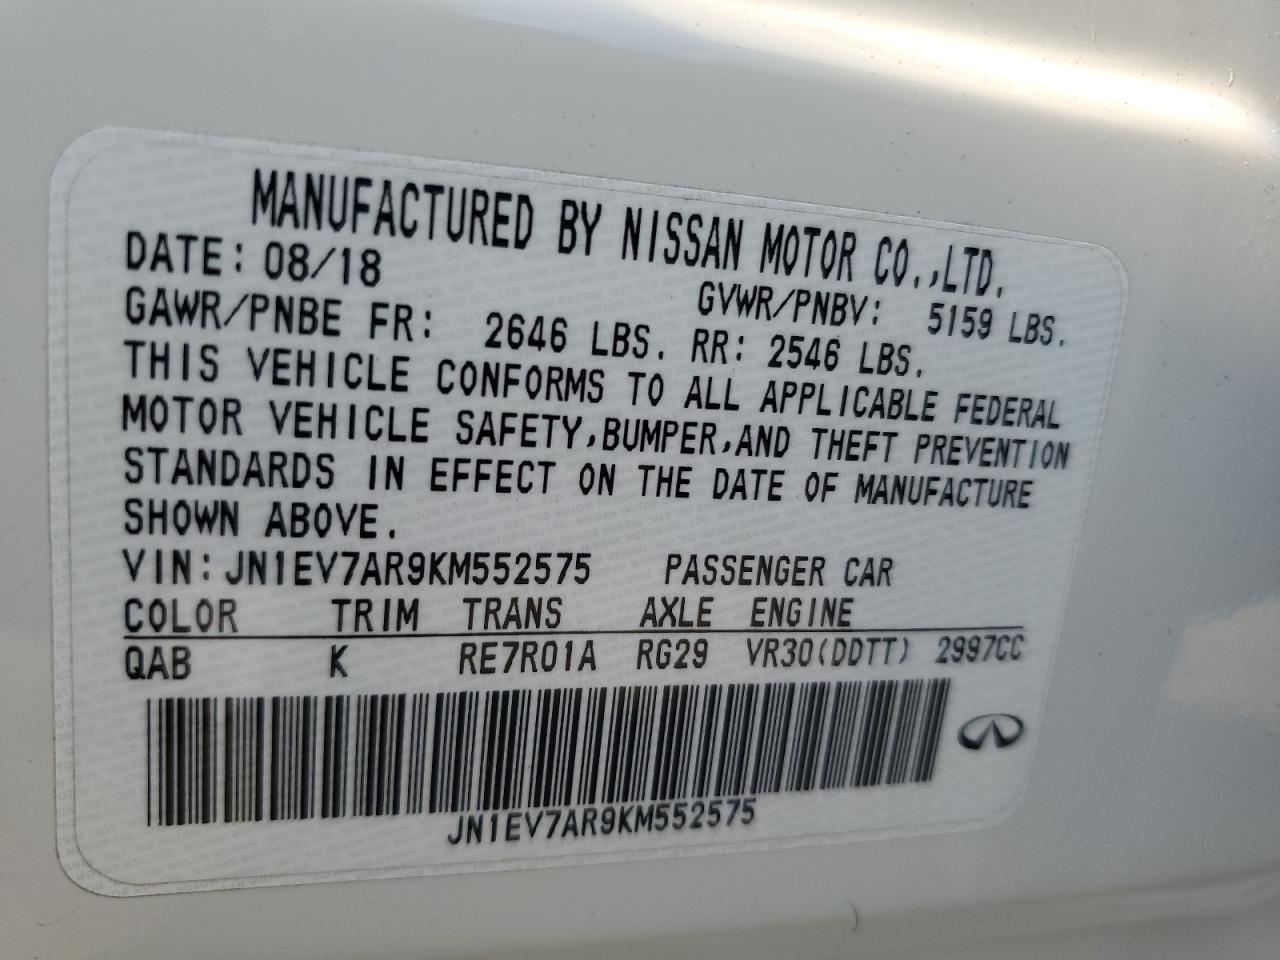 MANUFACTURED BY NISSAN MOTOR CO.,LTD.
DATE: 08/18 GVWR/PNBV: 5159 LBS.
GAWR/PNBE FR: 2646 LBS. RR: 2546 LBS.
THIS VEHICLE CONFORMS TO ALL APPLICABLE FEDERAL
MOTOR VEHICLE SAFETY,BUMPER,AND THEFT PREVENTION
STANDARDS IN EFFECT ON THE DATE OF MANUFACTURE
SHOWN ABOVE.
VIN:JN1EV7AR9KM552575 PASSENGER CAR
COLOR TRIM TRANS AXLE ENGINE
QAB K RE7R01A RG29 VR30(DDTT) 2997CC
JN1EV7AR9KM552575